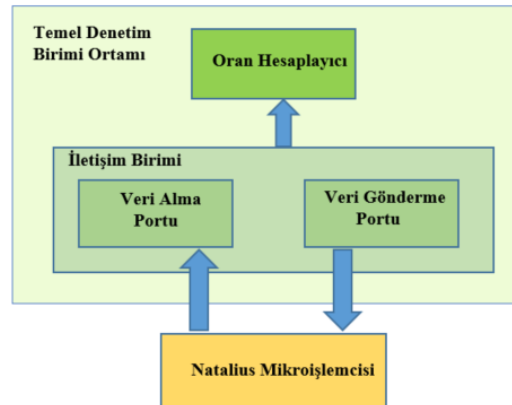 Temel Denetim
Birimi Ortamı
Oran Hesaplayıcı
İletişim Birimi
Veri Alma
Portu
Veri Gönderme
Portu
Natalius Mikroişlemcisi